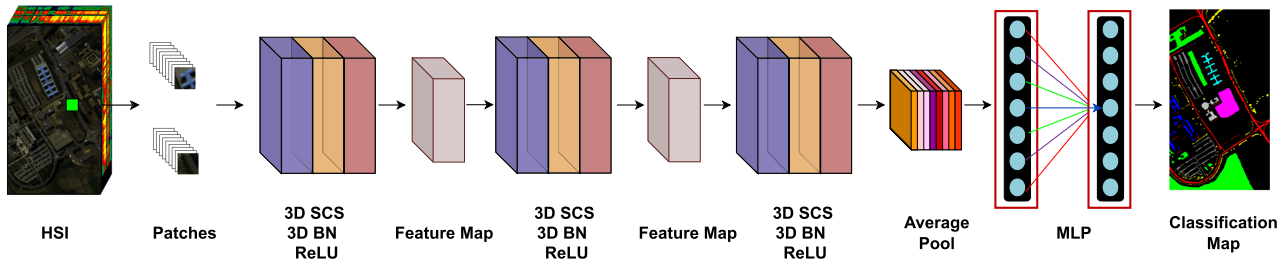 HSI
Patches
3D SCS
3D BN
ReLU
Feature Map
3D SCS
3D BN
ReLU
Feature Map
3D SCS
3D BN
ReLU
Average
Pool
MLP
Classification
Map